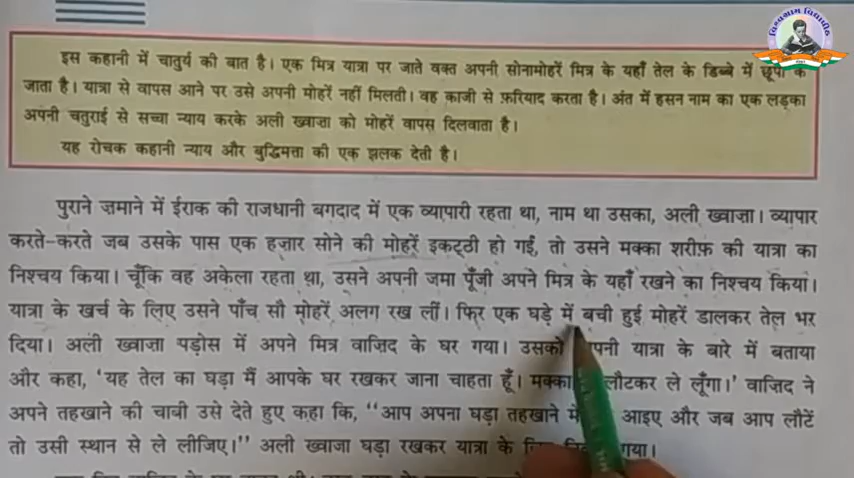 इस कहानी में चातुर्य की बात है। एक मित्र यात्रा पर जाते वक्त अपनी सोनामोहरें मित्र के यहाँ तेल के डिब्बे में छूपा के
जाता है। यात्रा से वापस आने पर उसे अपनी मोहरें नहीं मिलती। वह काजी से फ़रियाद करता है। अंत में हसन नाम का एक लड़का
अपनी चतुराई से सच्चा न्याय करके अली ख्वाज़ा को मोहरें वापस दिलवाता है।
यह रोचक कहानी न्याय और बुद्धिमत्ता की एक झलक देती है।
पुराने ज़माने में ईराक की राजधानी बगदाद में एक व्यापारी रहता था, नाम था उसका, अली ख्वाज़ा। व्यापार
करते-करते जब उसके पास एक हज़ार सोने की मोहरें इकट्ठी हो गईं, तो उसने मक्का शरीफ़ की यात्रा का
निश्चय किया। चूँकि वह अकेला रहता था, उसने अपनी जमा पूँजी अपने मित्र के यहाँ रखने का निश्चय किया।
यात्रा के खर्च के लिए उसने पाँच सौ मोहरें अलग रख लीं। फिर एक घड़े में बची हुई मोहरें डालकर तेल भर
दिया। अली ख्वाज़ा पड़ोस में अपने मित्र वाज़िद के घर गया। उसको पनी यात्रा के बारे में बताया
और कहा, 'यह तेल का घड़ा मैं आपके घर रखकर जाना चाहता हूँ। मक्का लौटकर ले लूँगा।' वाज़िद ने
अपने तहखाने की चाबी उसे देते हुए कहा कि, "आप अपना घड़ा तहखाने में आइए और जब आप लौटें
तो उसी स्थान से ले लीजिए।" अली ख्वाजा घड़ा रखकर यात्रा के गया।